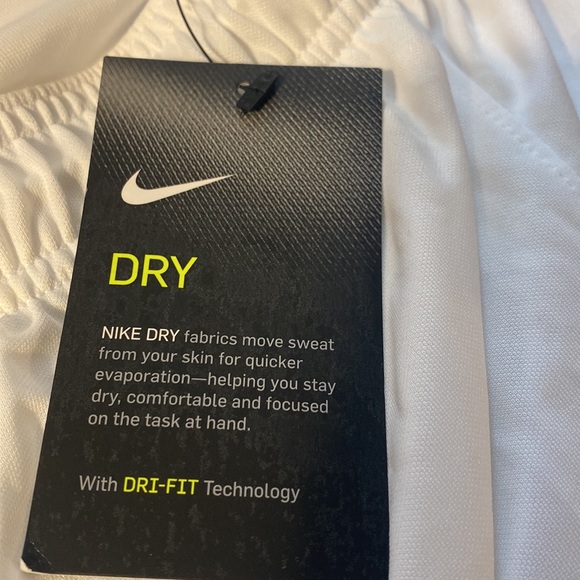 DRY
NIKE DRY fabrics move sweat
from your skin for quicker
evaporation—helping you stay
dry, comfortable and focused
on the task at hand.
With DRI-FIT Technology